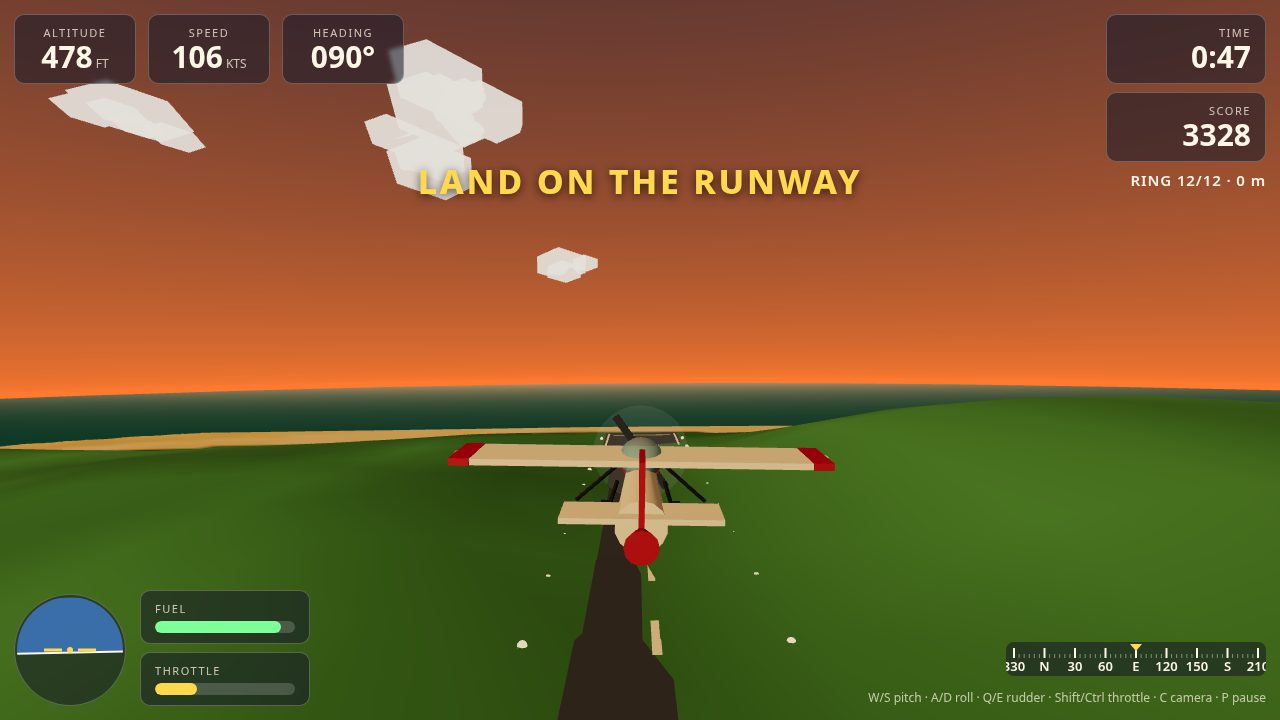 ALTITUDE
478 FT
SPEED
106 KTS
HEADING
090°
TIME
0:47
SCORE
3328
RING 12/12 · 0 m
LAND ON THE RUNWAY
FUEL
THROTTLE
330 N 30 60 E 120 150 S 210
W/S pitch · A/D roll · Q/E rudder · Shift/Ctrl throttle · C camera · P pause